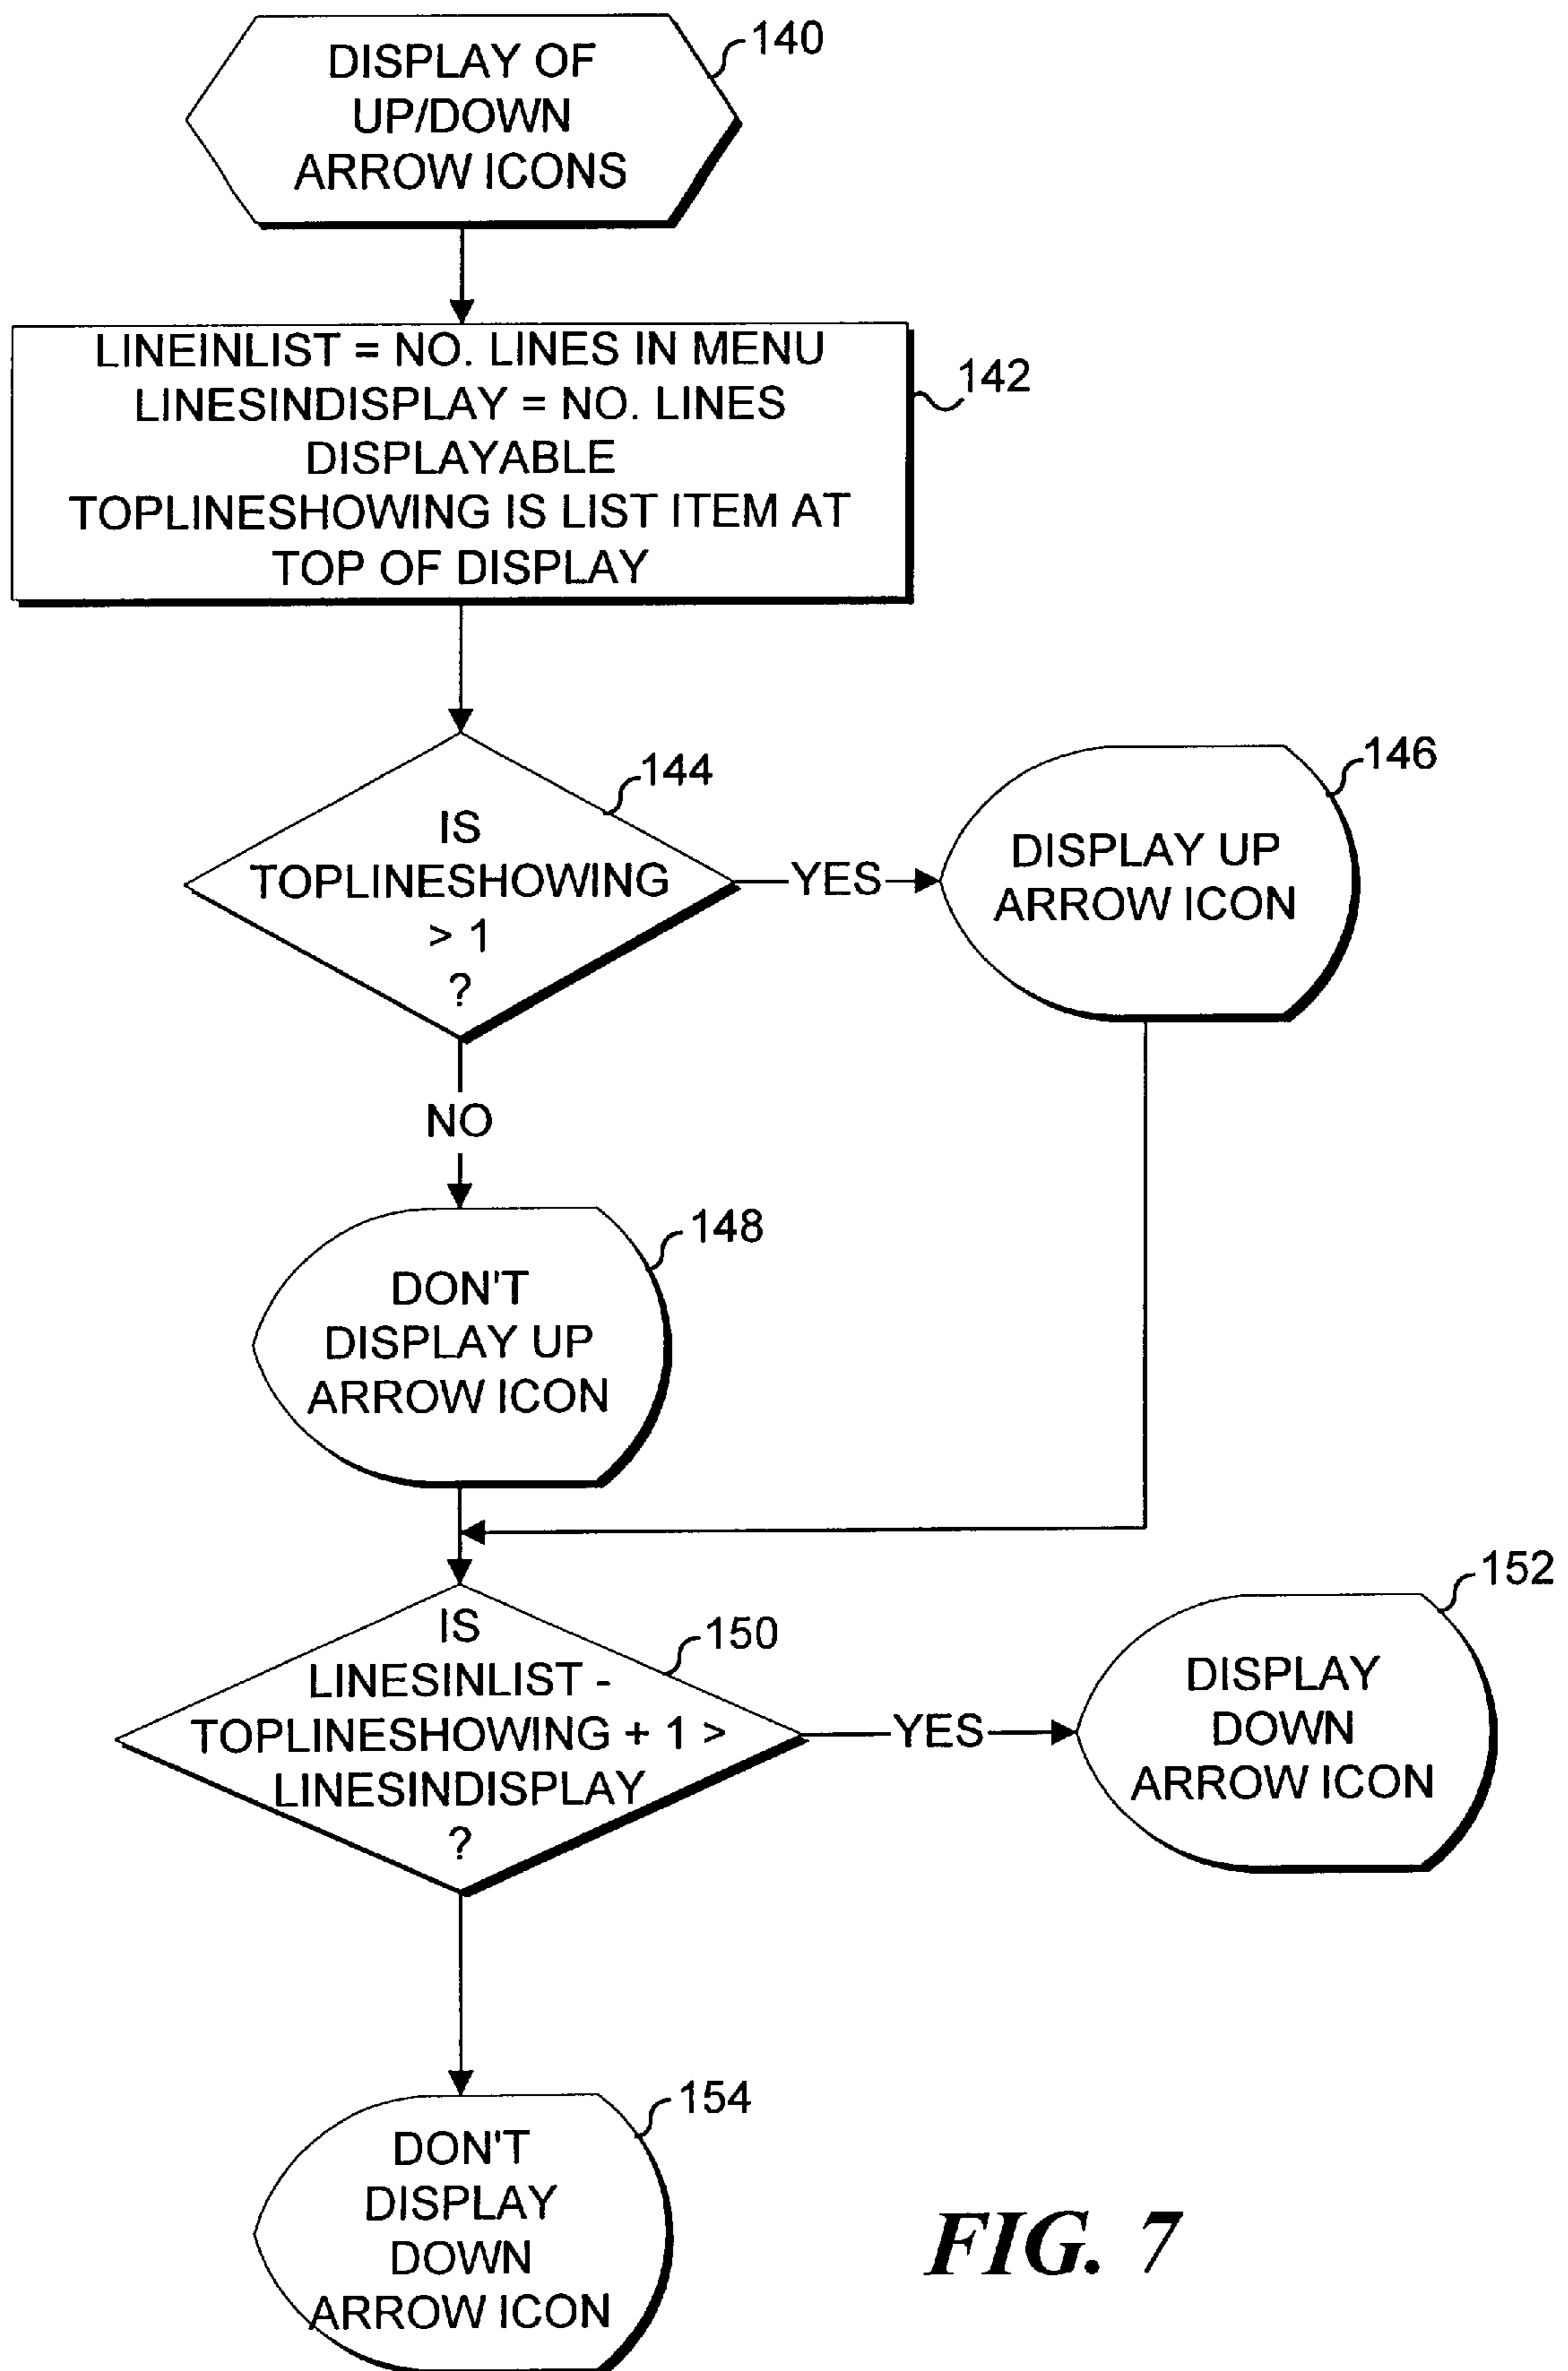 DISPLAY OF
UP/DOWN
ARROW ICONS
140
LINEINLIST = NO. LINES IN MENU
LINESINDISPLAY = NO. LINES
DISPLAYABLE
TOPLINESHOWING IS LIST ITEM AT
TOP OF DISPLAY
142
IS
TOPLINESHOWING
> 1
?
144
YES
DISPLAY UP
ARROW ICON
146
NO
DON'T
DISPLAY UP
ARROW ICON
148
IS
LINESINLIST -
TOPLINESHOWING + 1 >
LINESINDISPLAY
?
150
YES
DISPLAY
DOWN
ARROW ICON
152
DON'T
DISPLAY
DOWN
ARROW ICON
154
FIG. 7